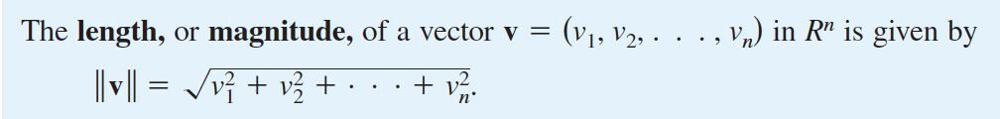 The length, or magnitude, of a vector v = (v₁, v₂, . . . , vₙ) in Rⁿ is given by
‖v‖ = √(v₁² + v₂² + · · · + vₙ²).